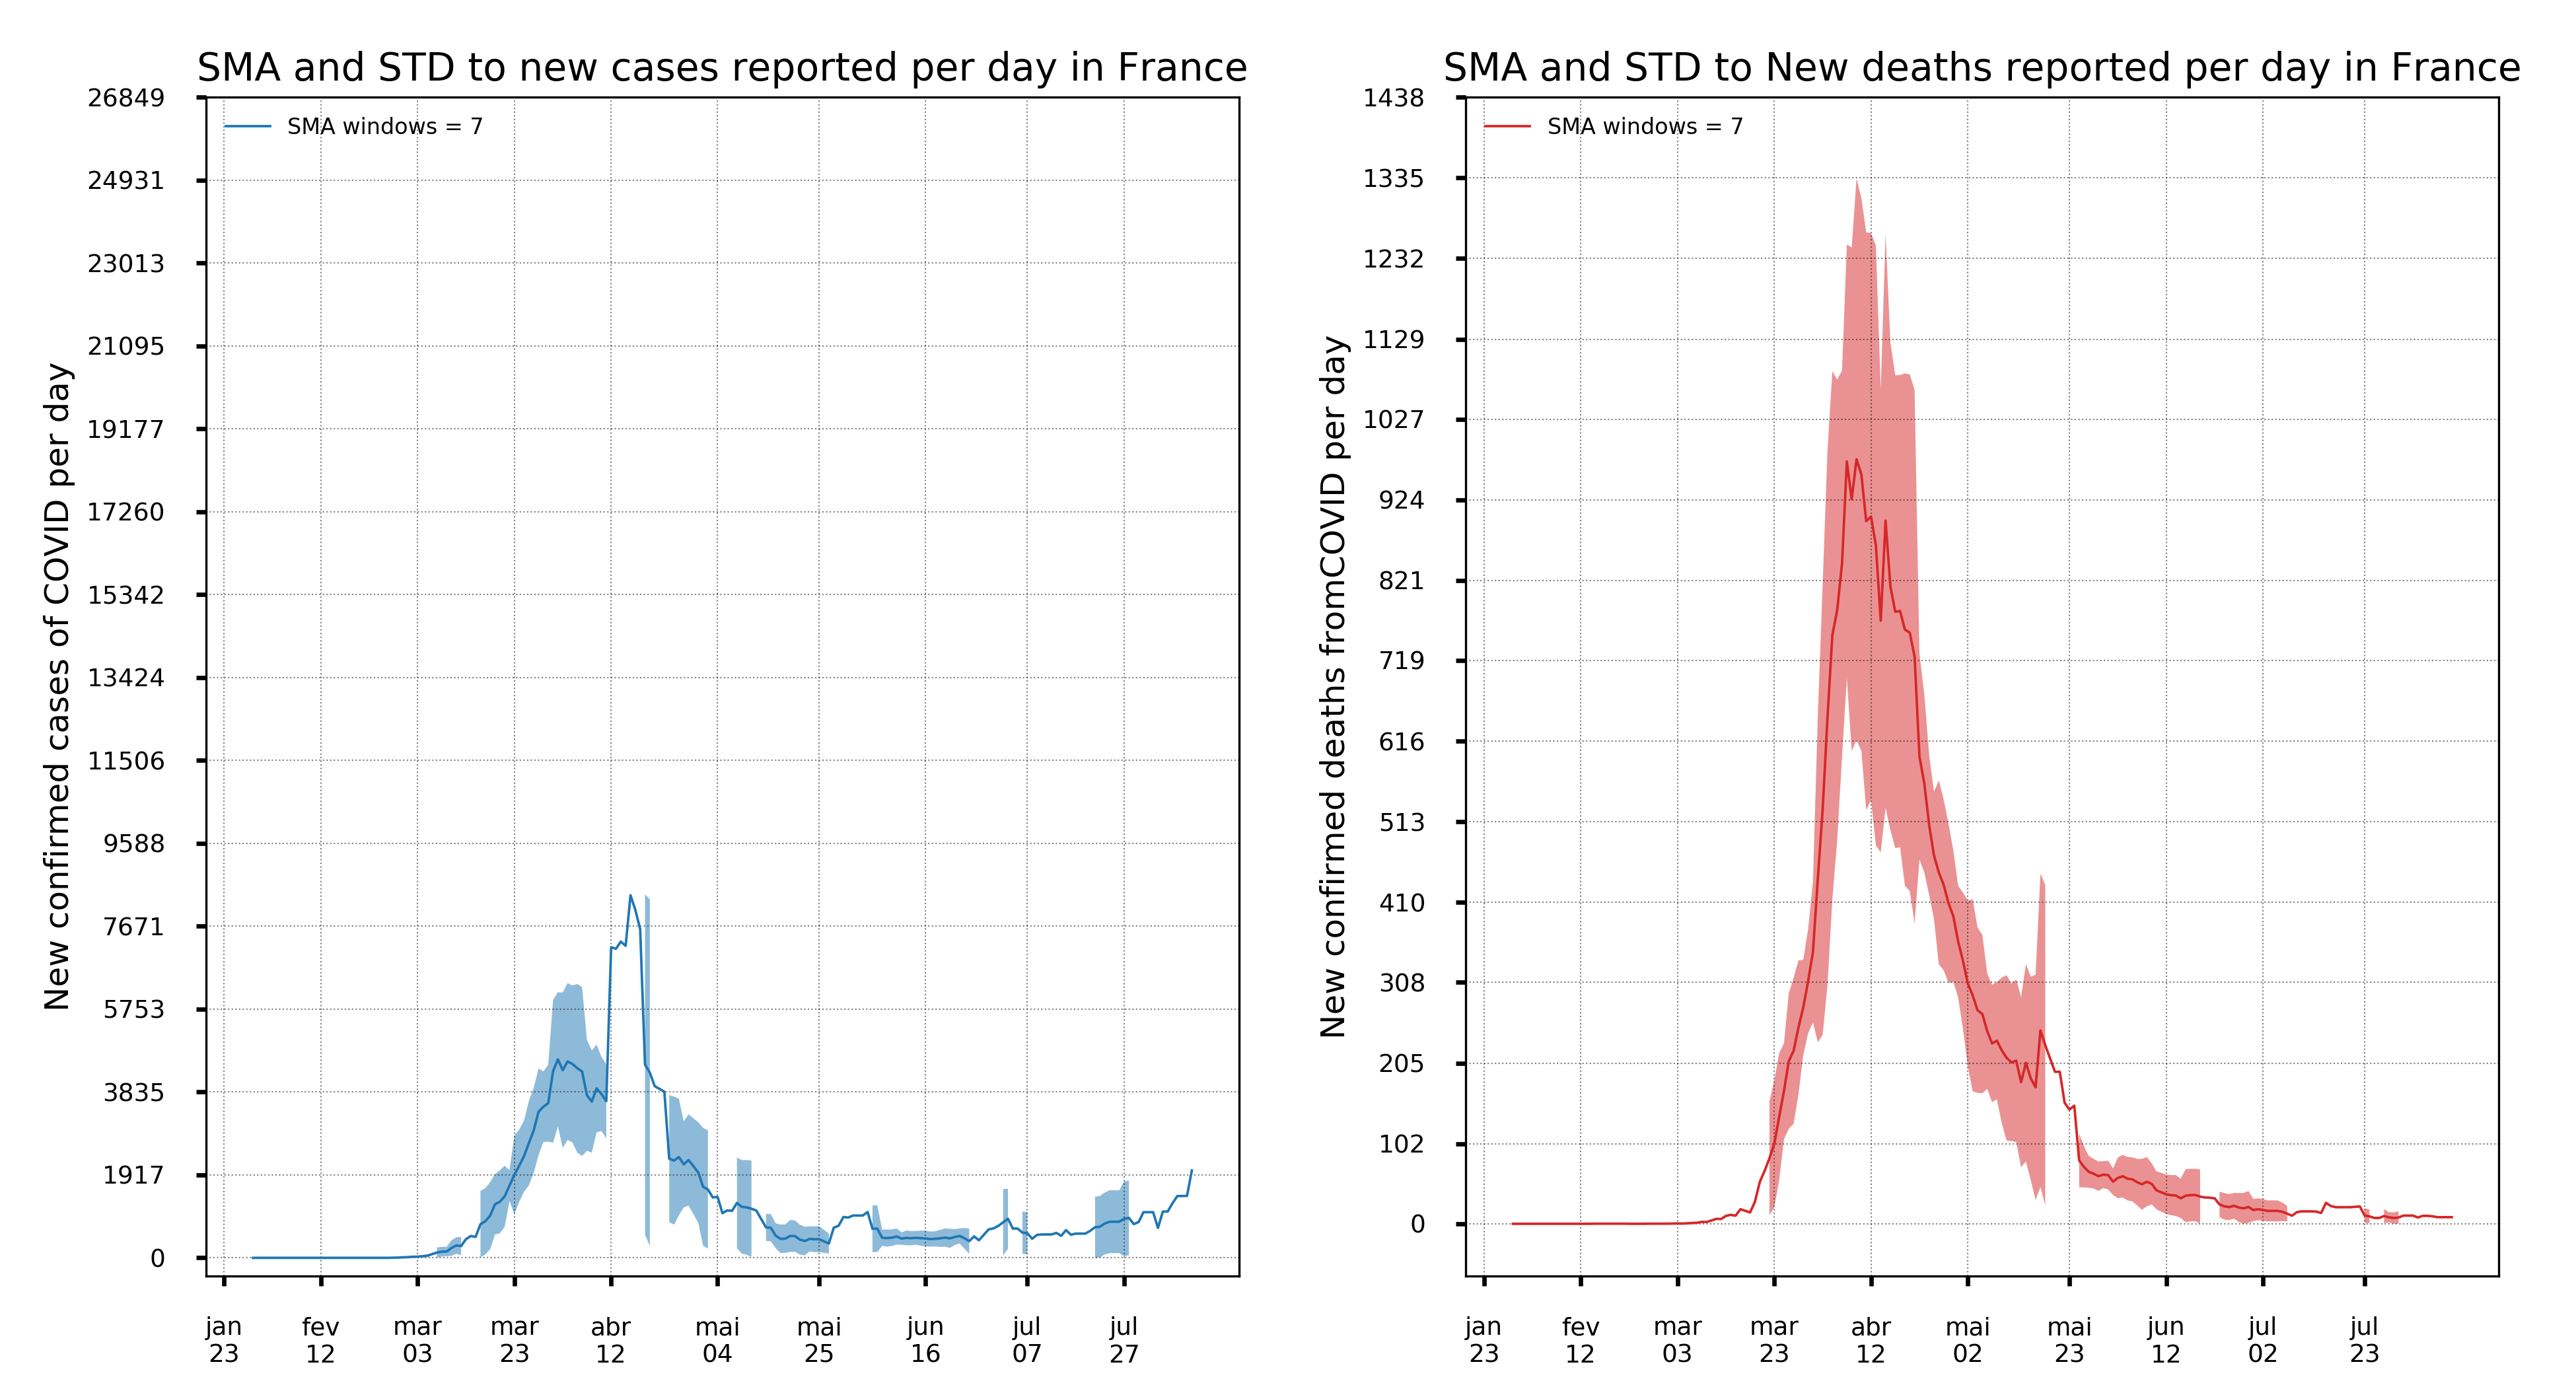 SMA and STD to new cases reported per day in France
New confirmed cases of COVID per day
26849
24931
23013
21095
19177
17260
15342
13424
11506
9588
7671
5753
3835
1917
0
SMA windows = 7
jan 23
fev 12
mar 03
mar 23
abr 12
mai 04
mai 25
jun 16
jul 07
jul 27
SMA and STD to New deaths reported per day in France
New confirmed deaths fromCOVID per day
1438
1335
1232
1129
1027
924
821
719
616
513
410
308
205
102
0
SMA windows = 7
jan 23
fev 12
mar 03
mar 23
abr 12
mai 02
mai 23
jun 12
jul 02
jul 23